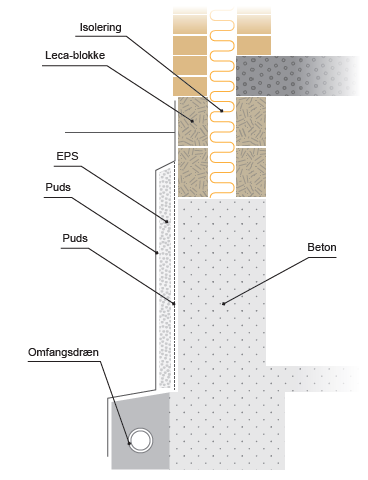 Isolering
Leca-blokke
EPS
Puds
Puds
Beton
Omfangsdræn